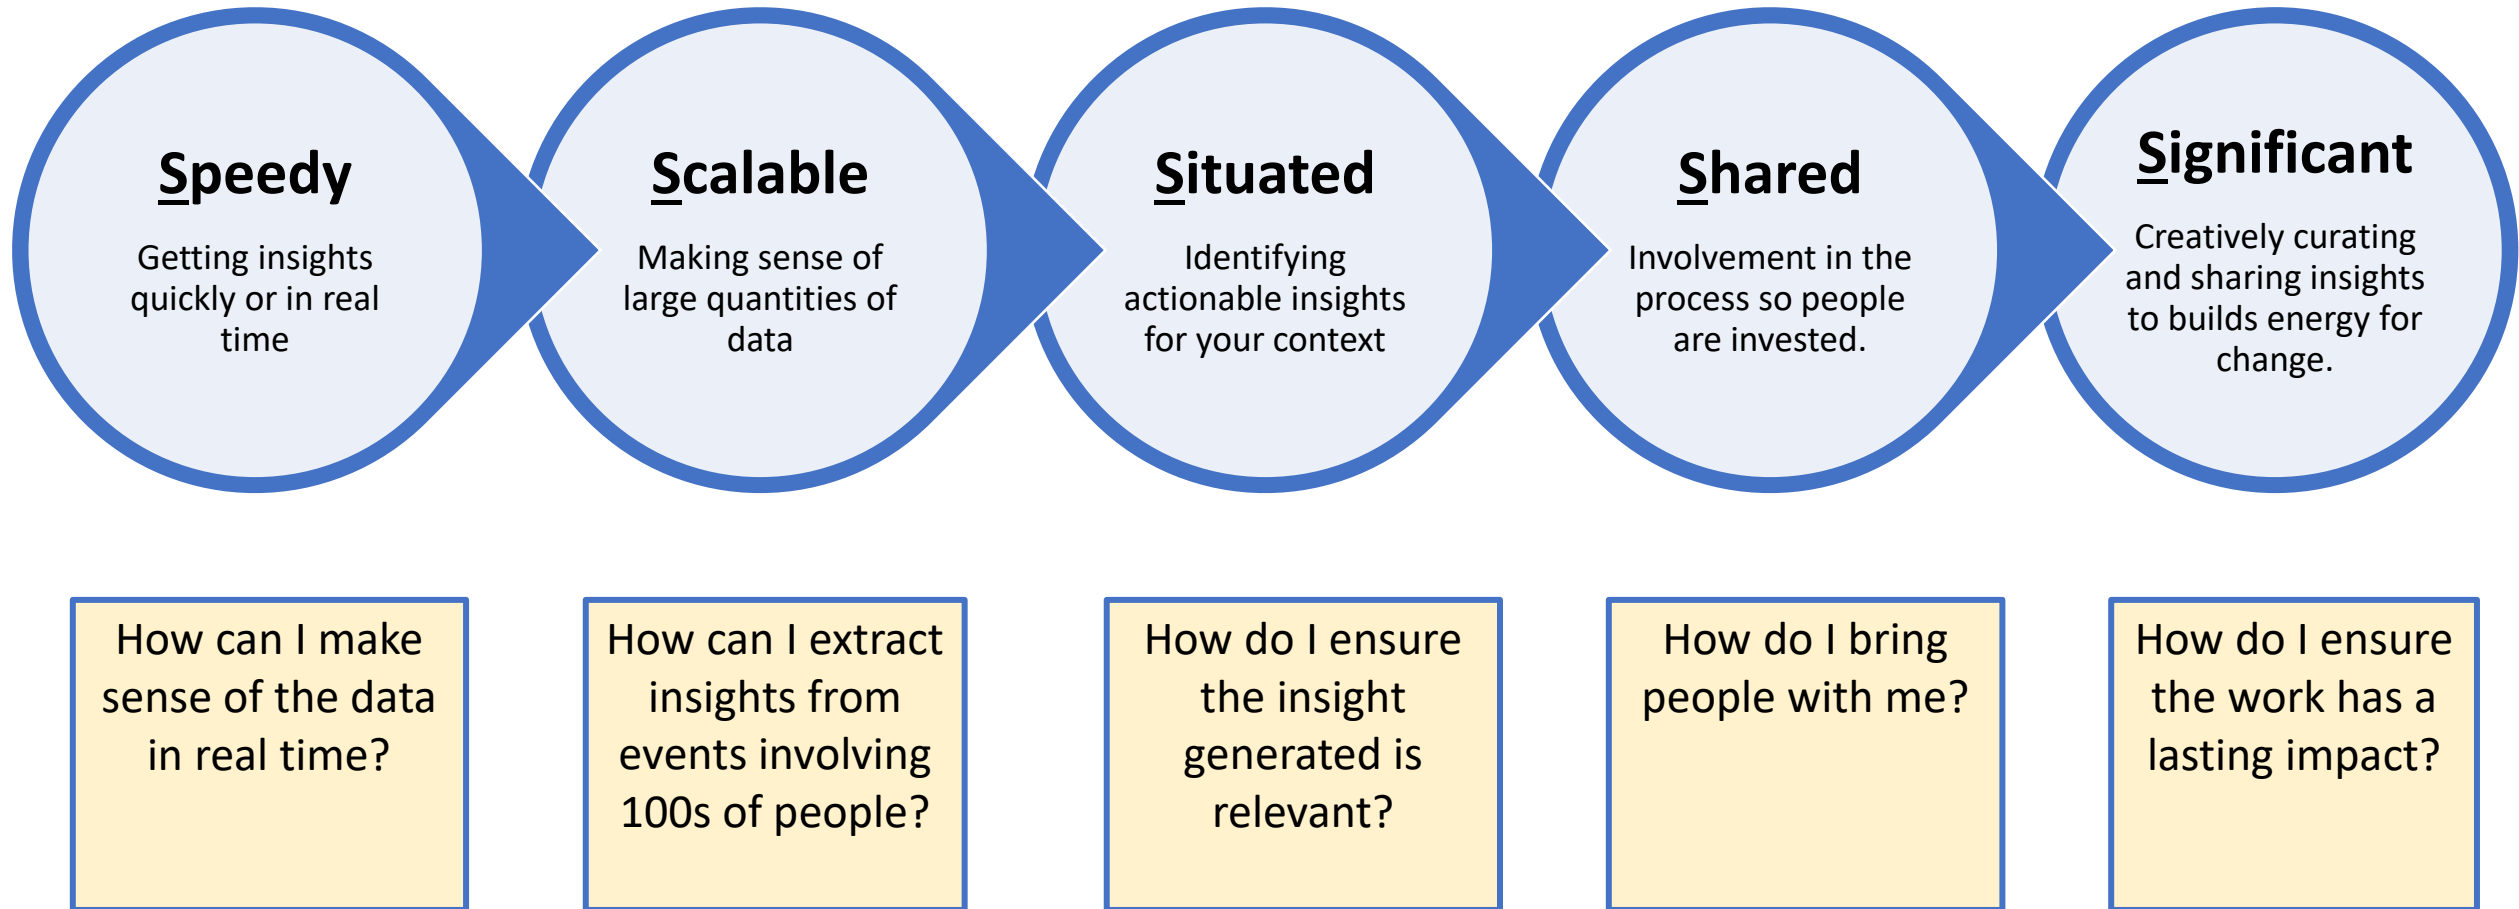 Speedy
Getting insights
quickly or in real
time
Scalable
Making sense of
large quantities of
data
Situated
Identifying
actionable insights
for your context
Shared
Involvement in the
process so people
are invested.
Significant
Creatively curating
and sharing insights
to builds energy for
change.
How can I make
sense of the data
in real time?
How can I extract
insights from
events involving
100s of people?
How do I ensure
the insight
generated is
relevant?
How do I bring
people with me?
How do I ensure
the work has a
lasting impact?